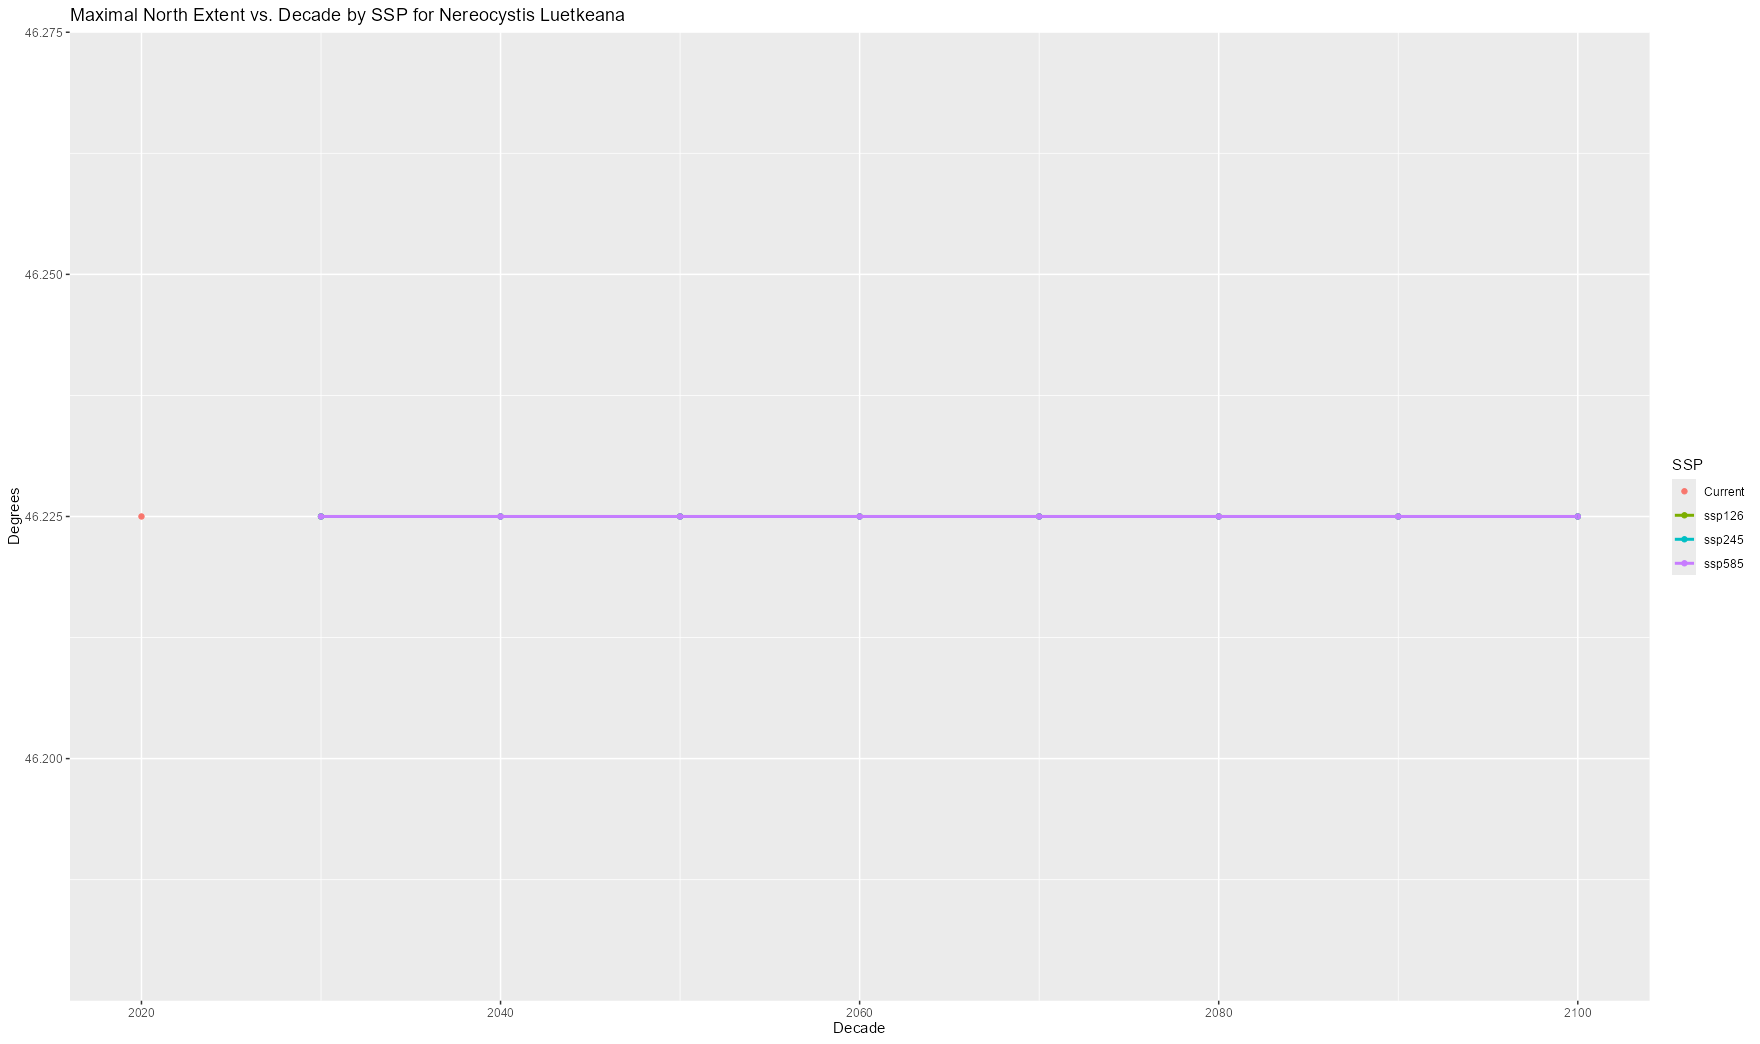 Maximal North Extent vs. Decade by SSP for Nereocystis Luetkeana
46.275
46.250
46.225
46.200
Degrees
2020 2040 2060 2080 2100
Decade
SSP
Current
ssp126
ssp245
ssp585